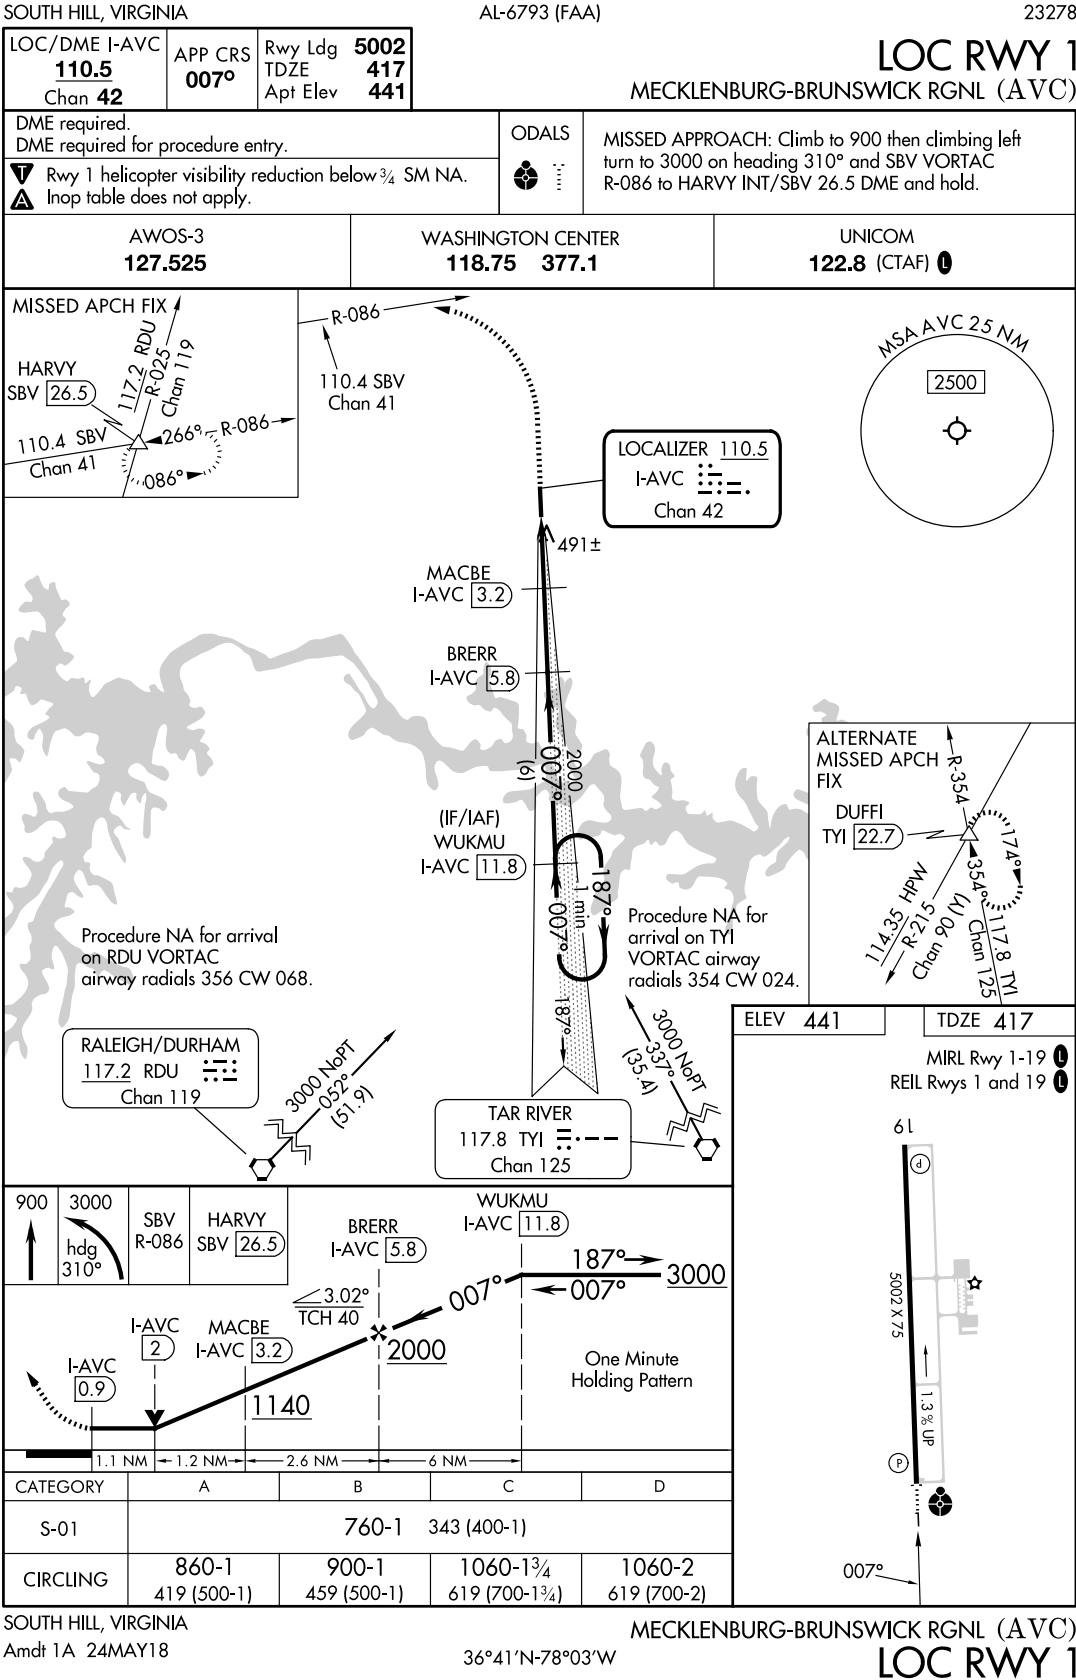 SOUTH HILL, VIRGINIA
AL-6793 (FAA)
23278
LOC/DME I-AVC
110.5
Chan 42
APP CRS
007°
Rwy Ldg 5002
TDZE 417
Apt Elev 441
LOC RWY 1
MECKLENBURG-BRUNSWICK RGNL (AVC)
DME required.
DME required for procedure entry.
T Rwy 1 helicopter visibility reduction below ¾ SM NA.
A Inop table does not apply.
ODALS
MISSED APPROACH: Climb to 900 then climbing left
turn to 3000 on heading 310° and SBV VORTAC
R-086 to HARVY INT/SBV 26.5 DME and hold.
AWOS-3
127.525
WASHINGTON CENTER
118.75 377.1
UNICOM
122.8 (CTAF) L
MISSED APCH FIX
HARVY
SBV 26.5
117.2 RDU
R-025
Chan 119
110.4 SBV
Chan 41
266°
R-086
086°
R-086
110.4 SBV
Chan 41
LOCALIZER 110.5
I-AVC
Chan 42
MSA AVC 25 NM
2500
491±
MACBE
I-AVC 3.2
BRERR
I-AVC 5.8
2000
007°
(6)
(IF/IAF)
WUKMU
I-AVC 11.8
187°
1 min
007°
187°
ALTERNATE
MISSED APCH
FIX
DUFFI
TYI 22.7
R-354
174°
354°
114.35 HPW
R-215
Chan 90 (Y)
117.8 TYI
Chan 125
Procedure NA for arrival
on RDU VORTAC
airway radials 356 CW 068.
Procedure NA for
arrival on TYI
VORTAC airway
radials 354 CW 024.
RALEIGH/DURHAM
117.2 RDU
Chan 119
3000 NoPT
052°
(51.9)
TAR RIVER
117.8 TYI
Chan 125
3000 NoPT
337°
(35.4)
ELEV 441
TDZE 417
MIRL Rwy 1-19 L
REIL Rwys 1 and 19 L
19
P
5002 X 75
1.3% UP
P
007°
900
3000
hdg
310°
SBV
R-086
HARVY
SBV 26.5
BRERR
I-AVC 5.8
WUKMU
I-AVC 11.8
187°
007°
3000
007°
3.02°
TCH 40
2000
I-AVC
2
MACBE
I-AVC 3.2
I-AVC
0.9
1140
One Minute
Holding Pattern
1.1 NM
1.2 NM
2.6 NM
6 NM
CATEGORY A B C D
S-01 760-1 343 (400-1)
CIRCLING
860-1
419 (500-1)
900-1
459 (500-1)
1060-1¾
619 (700-1¾)
1060-2
619 (700-2)
SOUTH HILL, VIRGINIA
Amdt 1A 24MAY18
36°41'N-78°03'W
MECKLENBURG-BRUNSWICK RGNL (AVC)
LOC RWY 1